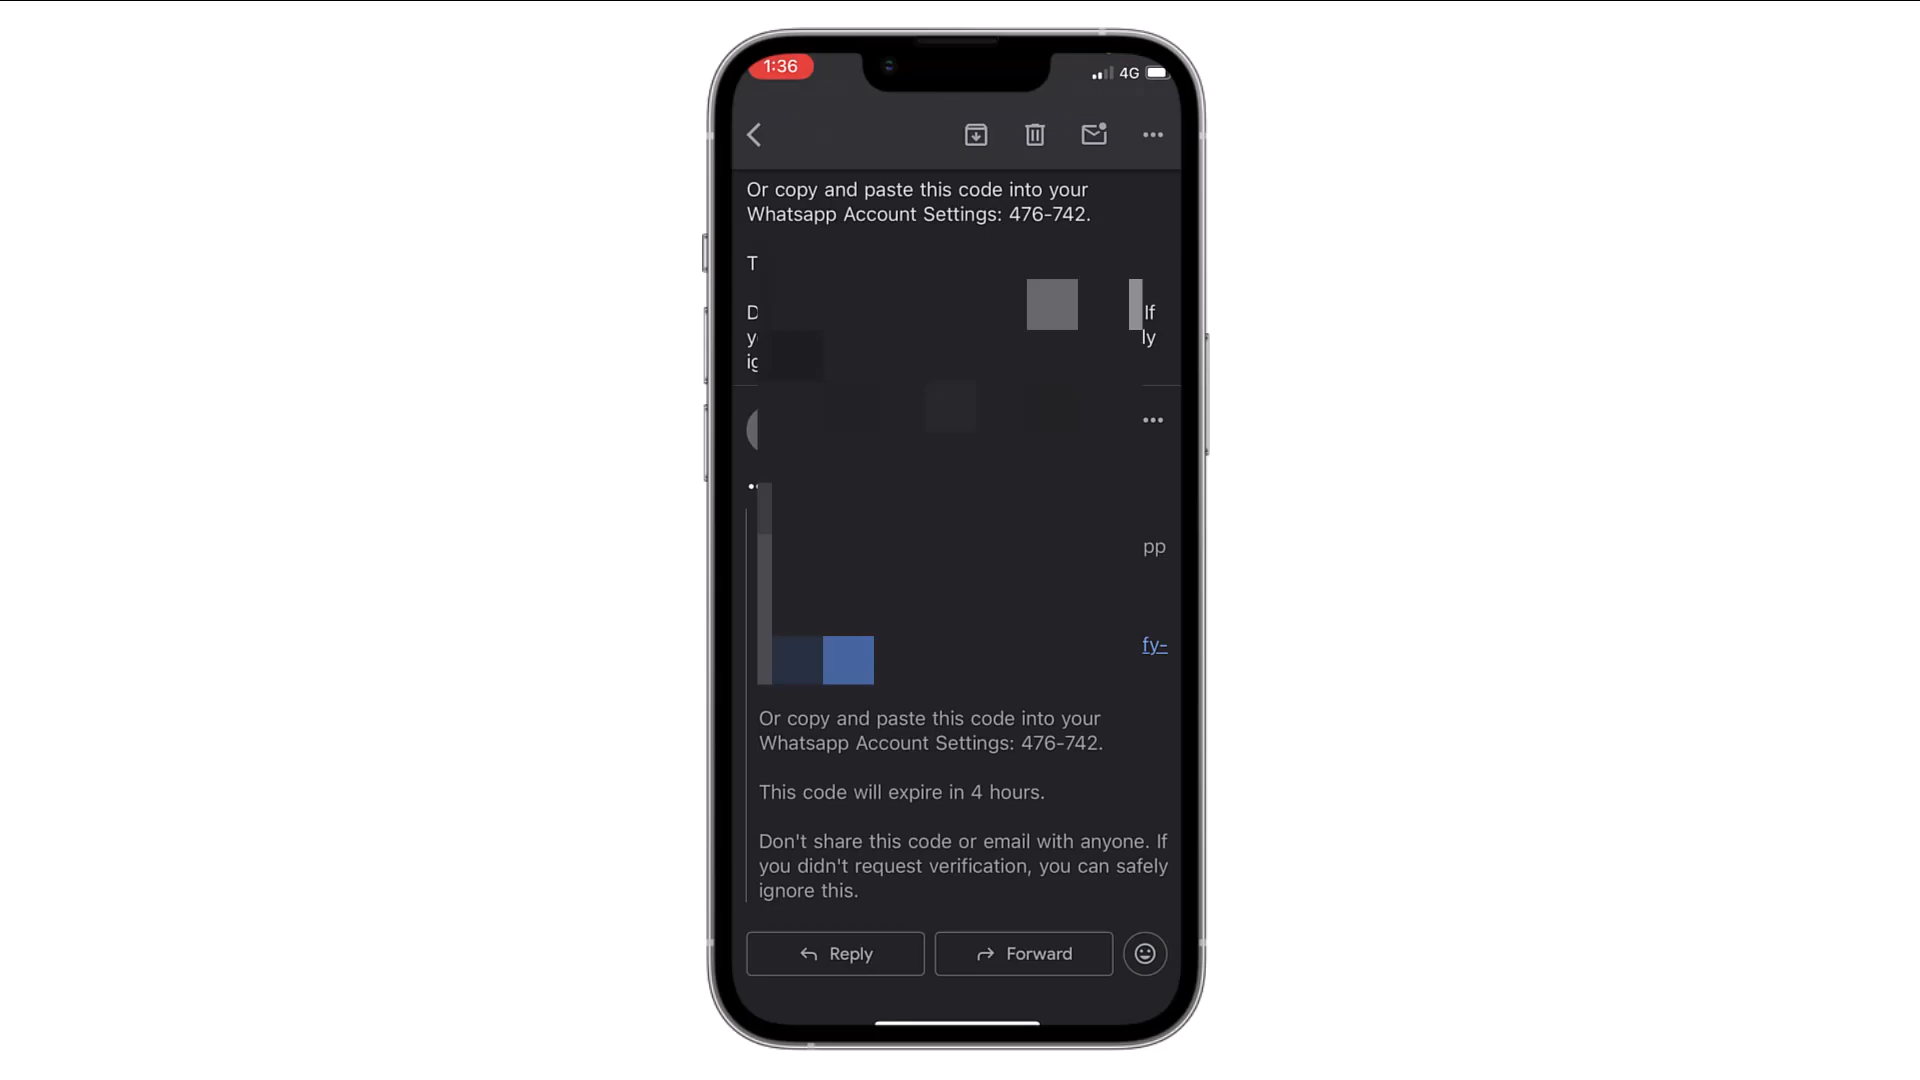 1:36
4G
Or copy and paste this code into your
Whatsapp Account Settings: 476-742.
T
D
If
y
ly
ig
pp
fy-
Or copy and paste this code into your
Whatsapp Account Settings: 476-742.
This code will expire in 4 hours.
Don't share this code or email with anyone. If
you didn't request verification, you can safely
ignore this.
Reply
Forward